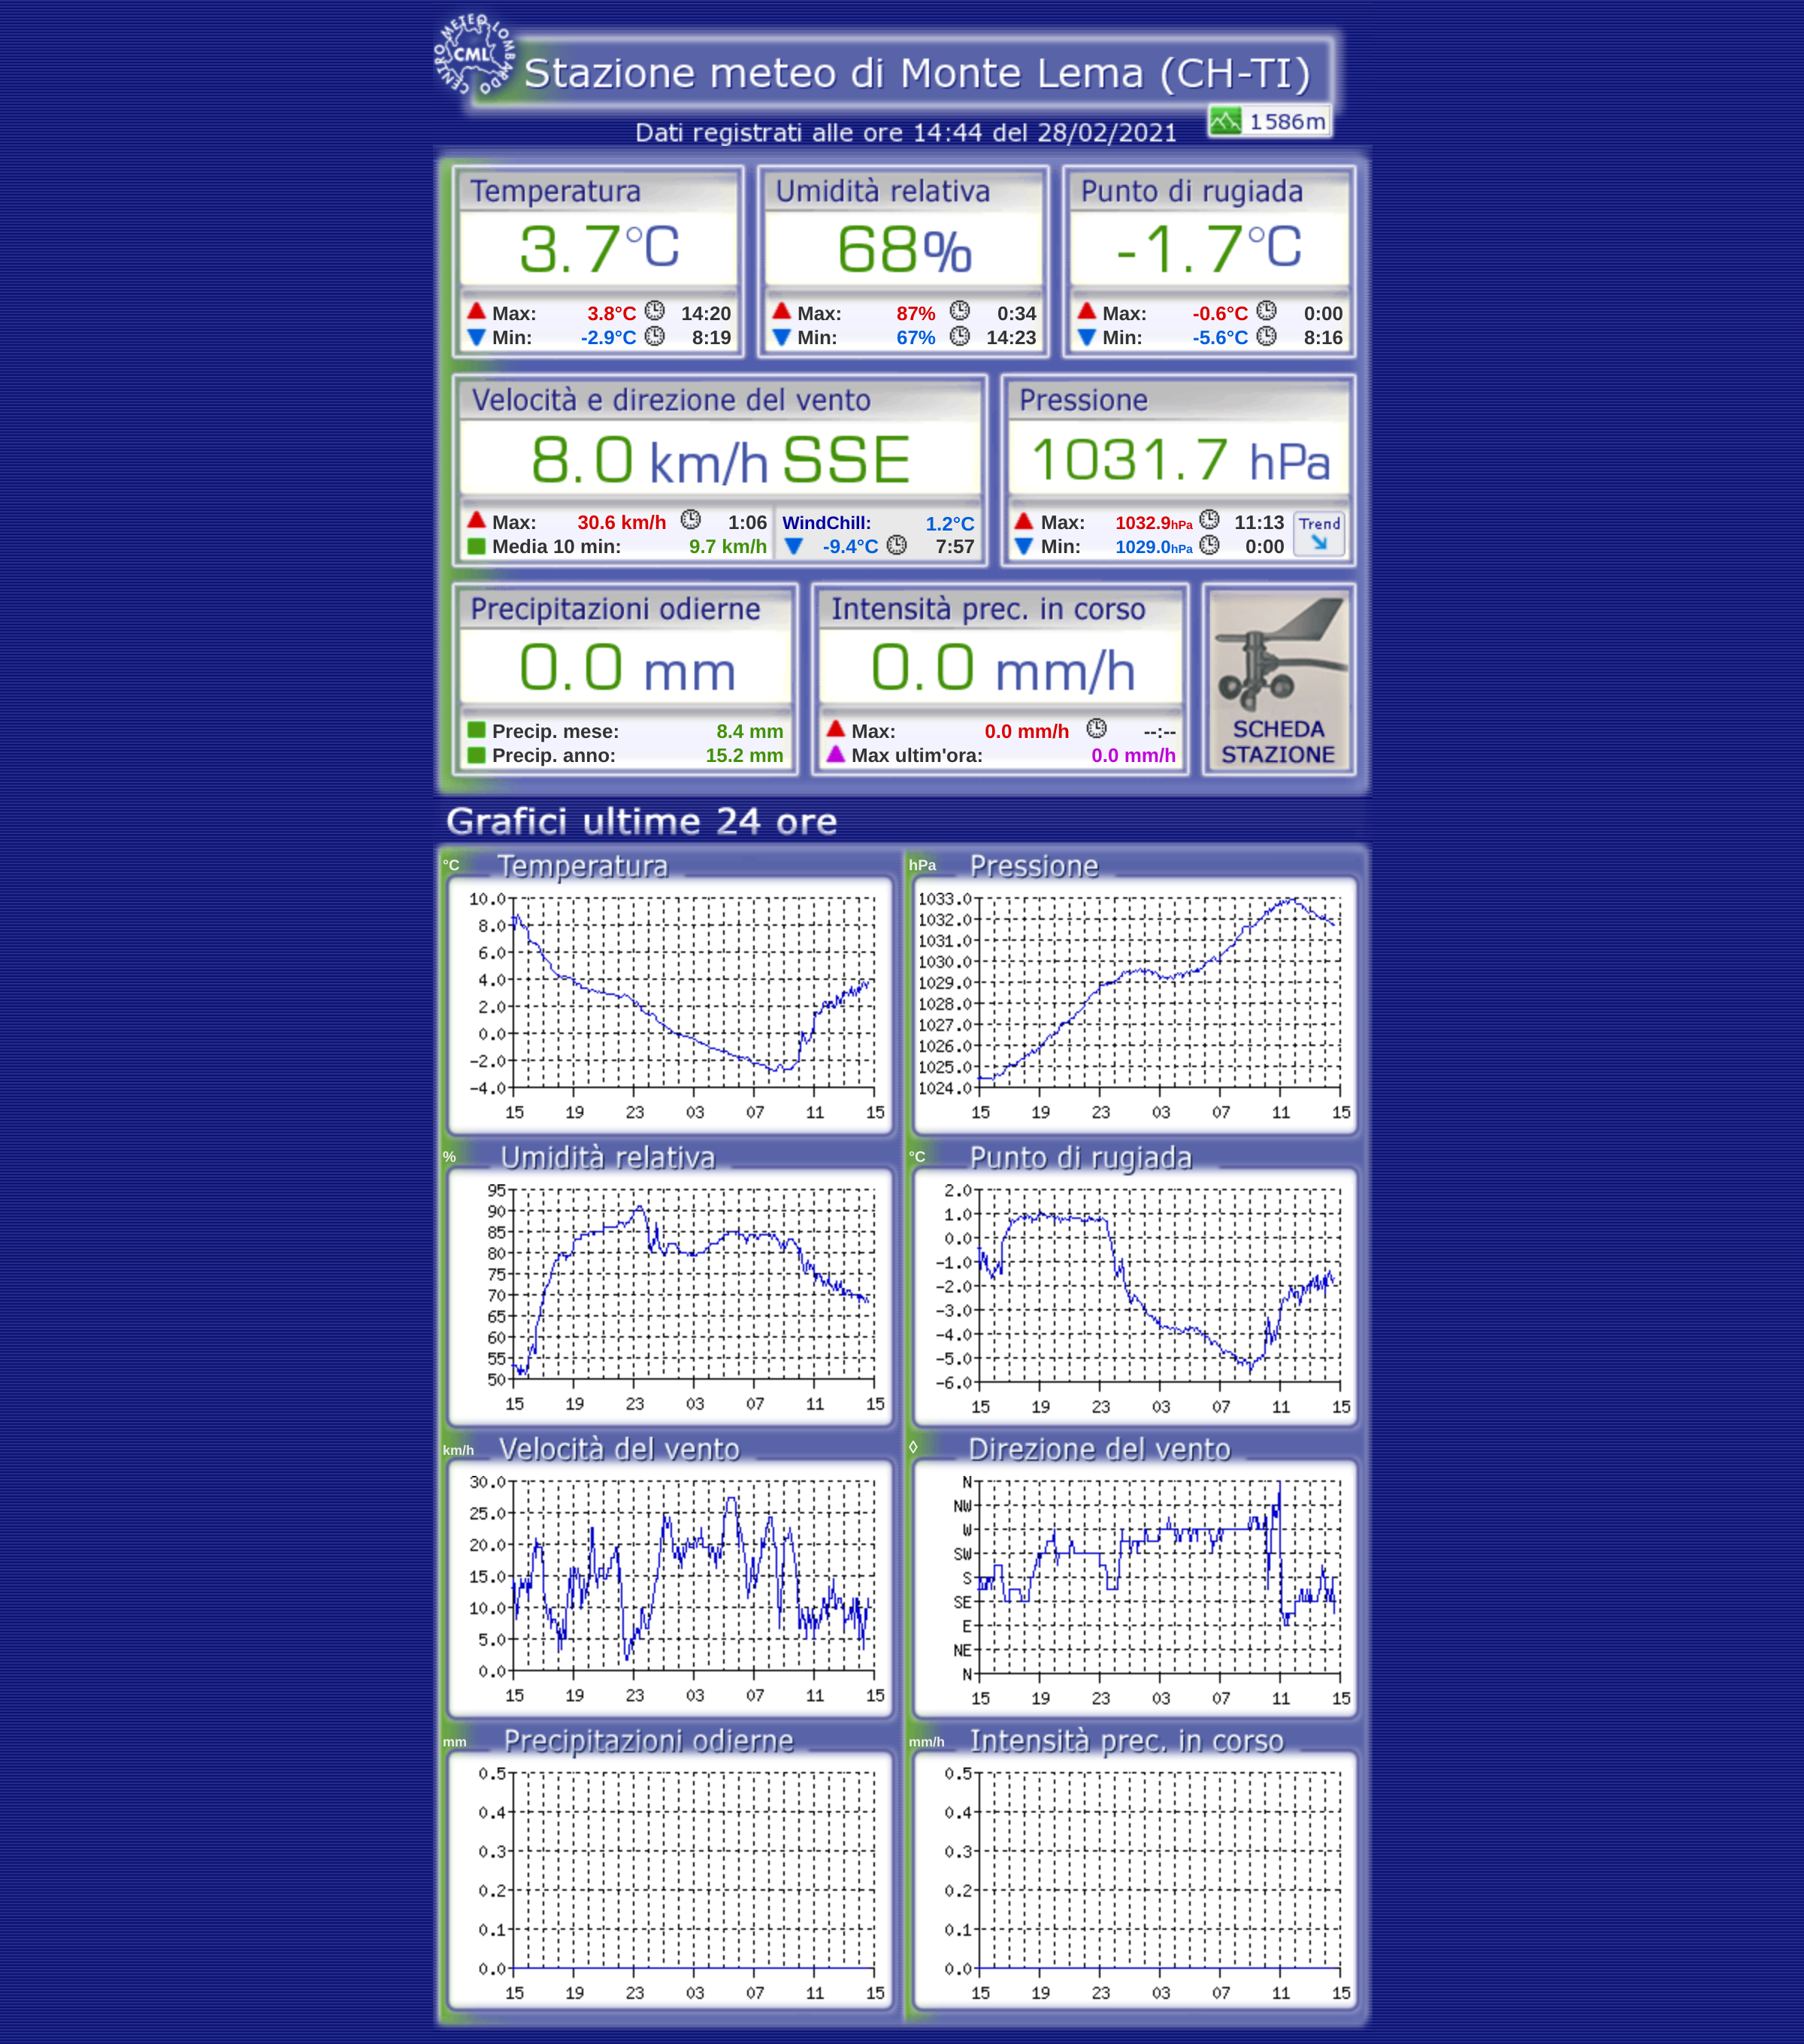 CENTRO METEO LOMBARDO
CML
Stazione meteo di Monte Lema (CH-TI)
1586m
Dati registrati alle ore 14:44 del 28/02/2021
Temperatura
3.7°C
Max: 3.8°C 14:20
Min: -2.9°C 8:19
Umidità relativa
68%
Max: 87% 0:34
Min: 67% 14:23
Punto di rugiada
-1.7°C
Max: -0.6°C 0:00
Min: -5.6°C 8:16
Velocità e direzione del vento
8.0 km/h SSE
Max: 30.6 km/h 1:06
Media 10 min: 9.7 km/h
WindChill: 1.2°C
-9.4°C 7:57
Pressione
1031.7 hPa
Max: 1032.9hPa 11:13
Min: 1029.0hPa 0:00
Trend
Precipitazioni odierne
0.0 mm
Precip. mese: 8.4 mm
Precip. anno: 15.2 mm
Intensità prec. in corso
0.0 mm/h
Max: 0.0 mm/h --:--
Max ultim'ora: 0.0 mm/h
SCHEDA
STAZIONE
Grafici ultime 24 ore
°C Temperatura
10.0
8.0
6.0
4.0
2.0
0.0
-2.0
-4.0
15 19 23 03 07 11 15
hPa Pressione
1033.0
1032.0
1031.0
1030.0
1029.0
1028.0
1027.0
1026.0
1025.0
1024.0
15 19 23 03 07 11 15
% Umidità relativa
95
90
85
80
75
70
65
60
55
50
15 19 23 03 07 11 15
°C Punto di rugiada
2.0
1.0
0.0
-1.0
-2.0
-3.0
-4.0
-5.0
-6.0
15 19 23 03 07 11 15
km/h Velocità del vento
30.0
25.0
20.0
15.0
10.0
5.0
0.0
15 19 23 03 07 11 15
◊ Direzione del vento
N
NW
W
SW
S
SE
E
NE
N
15 19 23 03 07 11 15
mm Precipitazioni odierne
0.5
0.4
0.3
0.2
0.1
0.0
15 19 23 03 07 11 15
mm/h Intensità prec. in corso
0.5
0.4
0.3
0.2
0.1
0.0
15 19 23 03 07 11 15